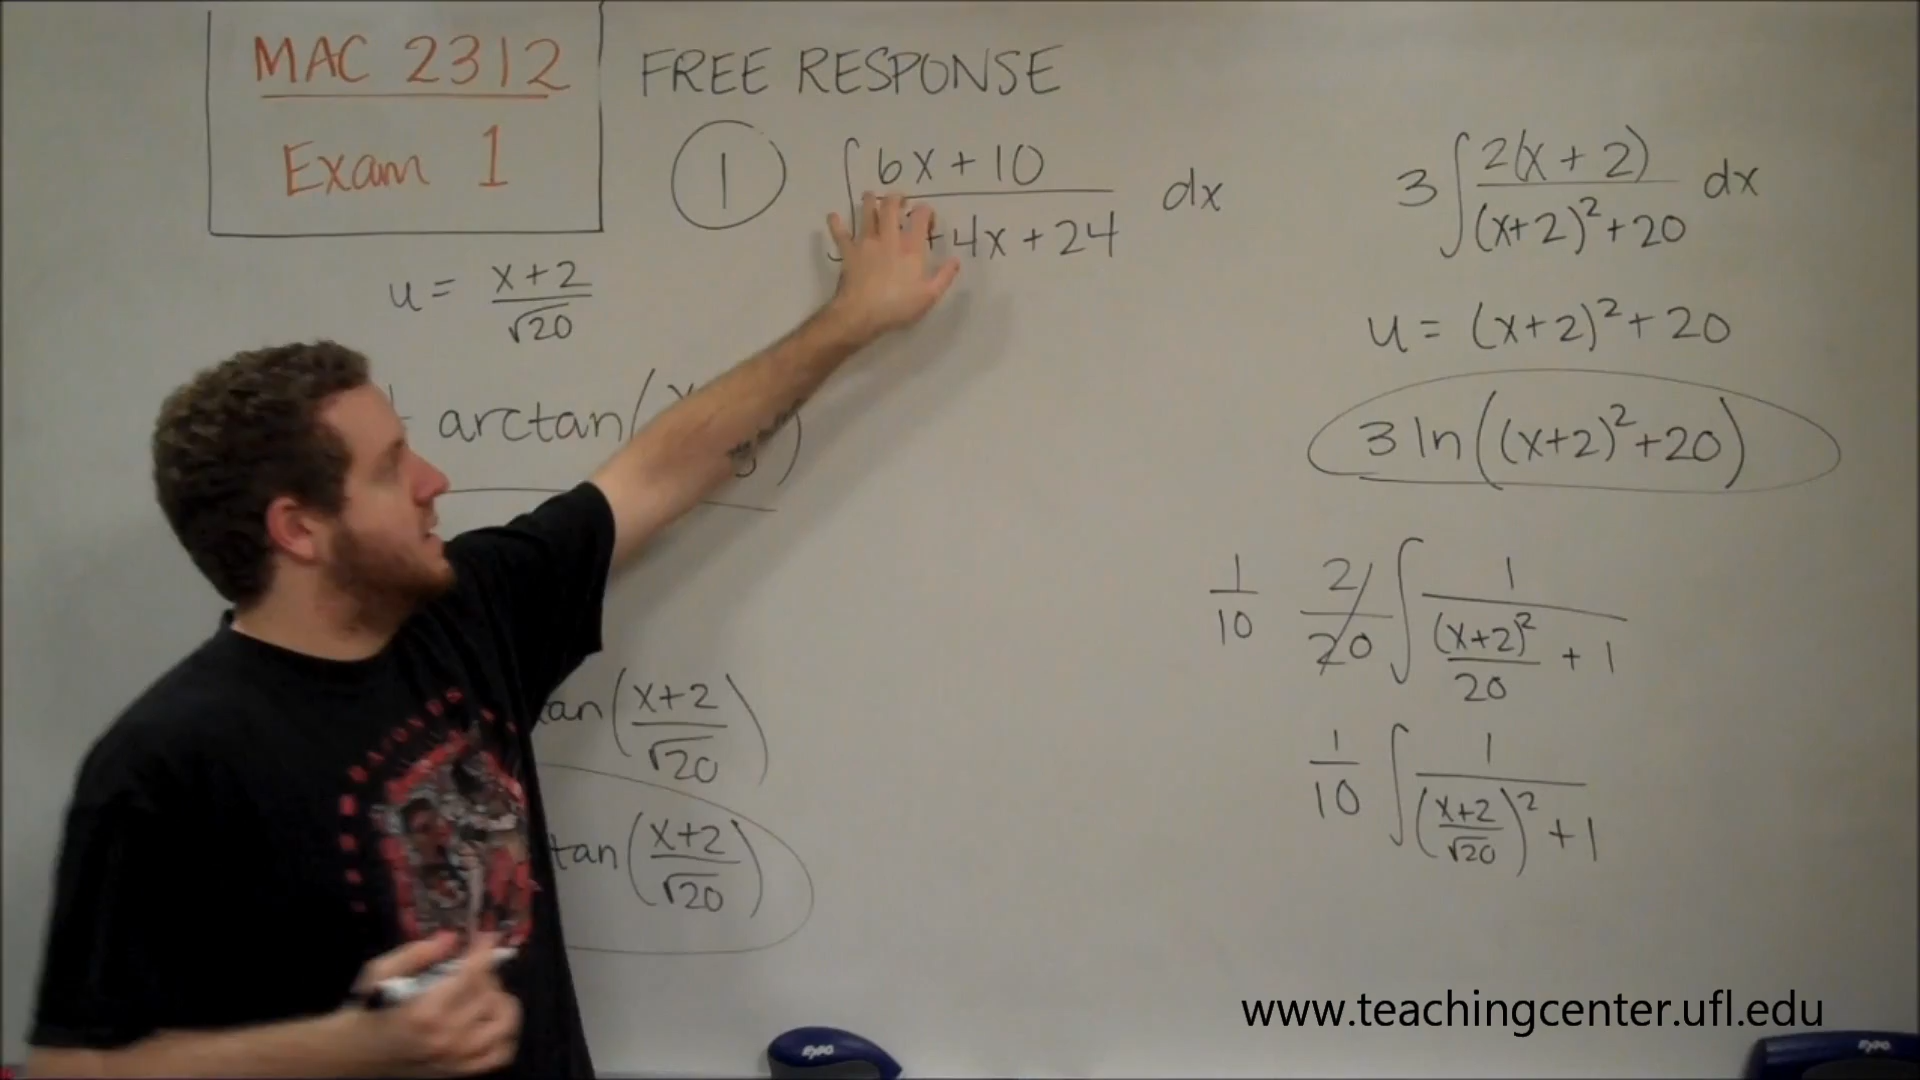 MAC 2312
Exam 1
FREE RESPONSE
1
∫ 6x + 10
+4x + 24 dx
u = x+2 / √20
arctan(
tan( x+2 / √20 )
tan( x+2 / √20 )
3 ∫ 2(x + 2) / (x+2)² + 20 dx
u = (x+2)² + 20
3 ln((x+2)² + 20)
1/10 2/20 ∫ 1 / (x+2)²/20 + 1
1/10 ∫ 1 / (x+2/√20)² + 1
www.teachingcenter.ufl.edu
EXPO
EXPO